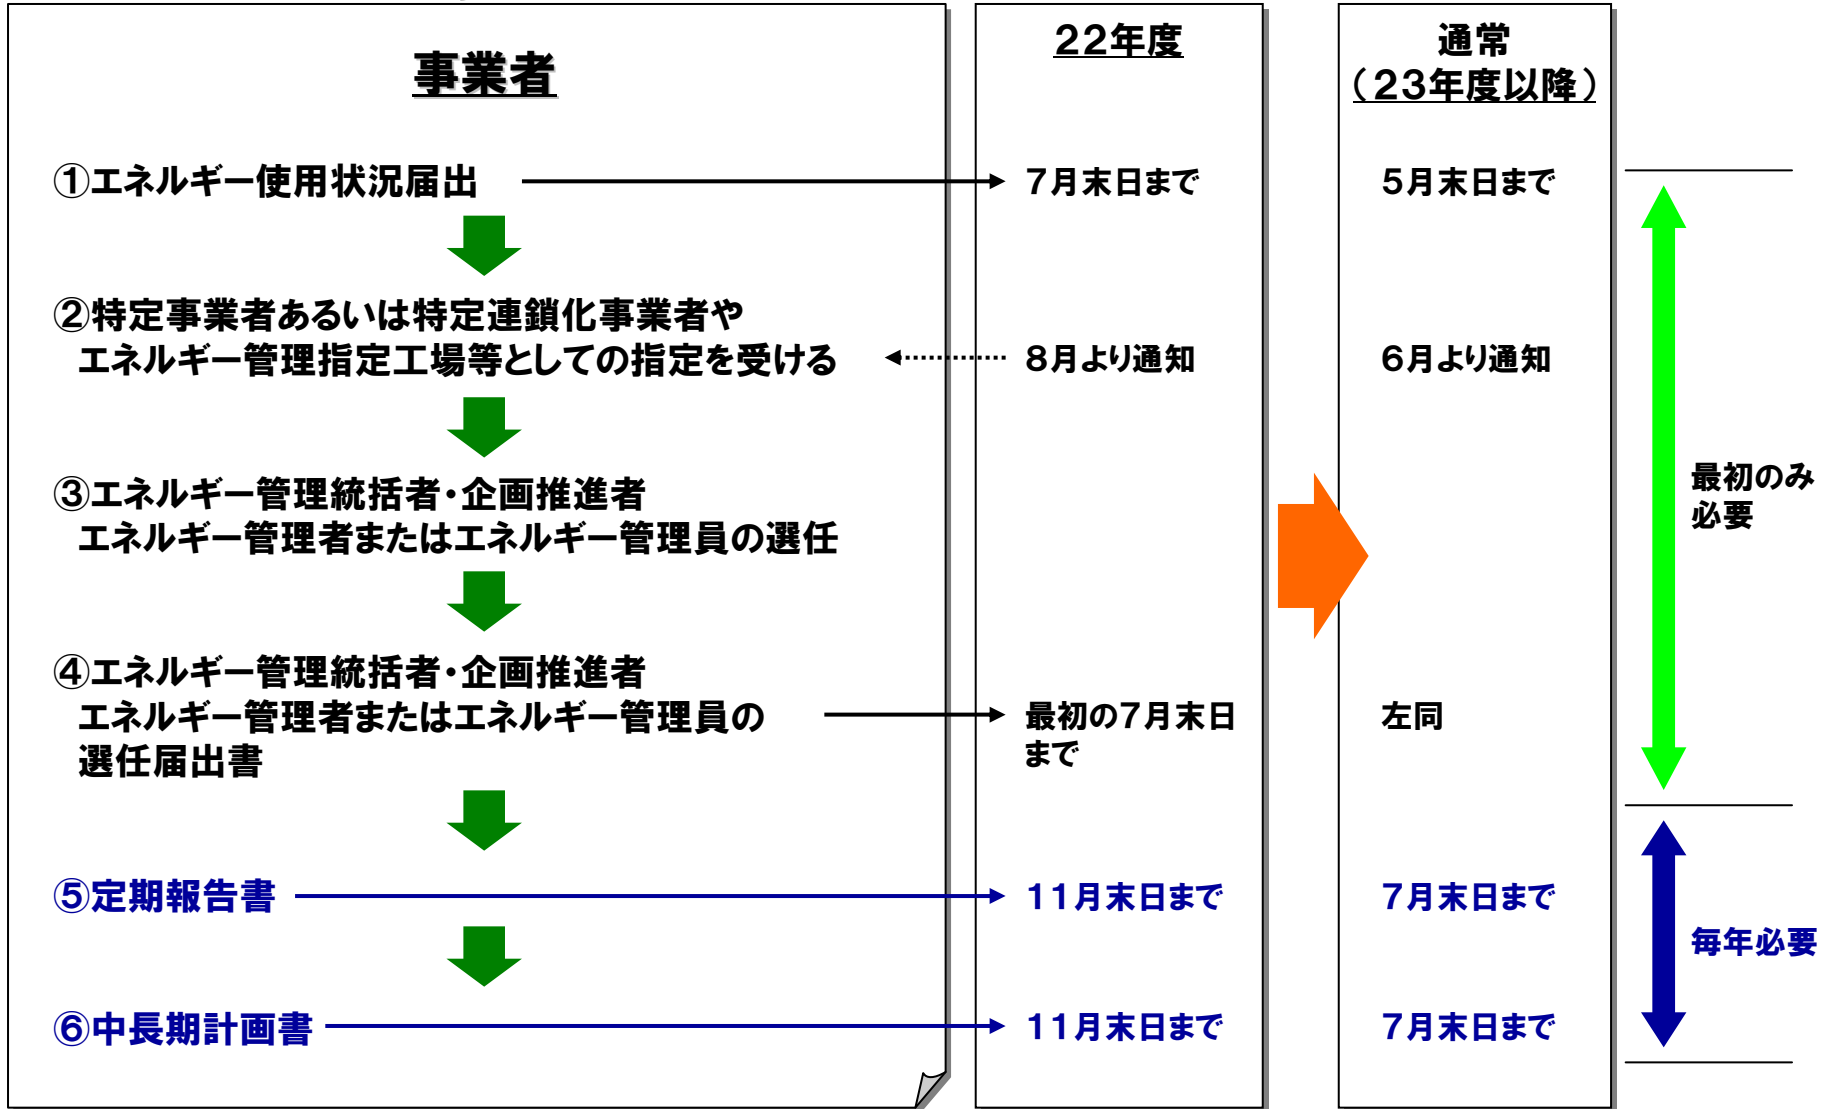 事業者
①エネルギー使用状況届出
②特定事業者あるいは特定連鎖化事業者や
エネルギー管理指定工場等としての指定を受ける
③エネルギー管理統括者・企画推進者
エネルギー管理者またはエネルギー管理員の選任
④エネルギー管理統括者・企画推進者
エネルギー管理者またはエネルギー管理員の
選任届出書
⑤定期報告書
⑥中長期計画書
22年度
7月末日まで
8月より通知
最初の7月末日
まで
11月末日まで
11月末日まで
通常
(23年度以降)
5月末日まで
6月より通知
左同
7月末日まで
7月末日まで
最初のみ
必要
毎年必要